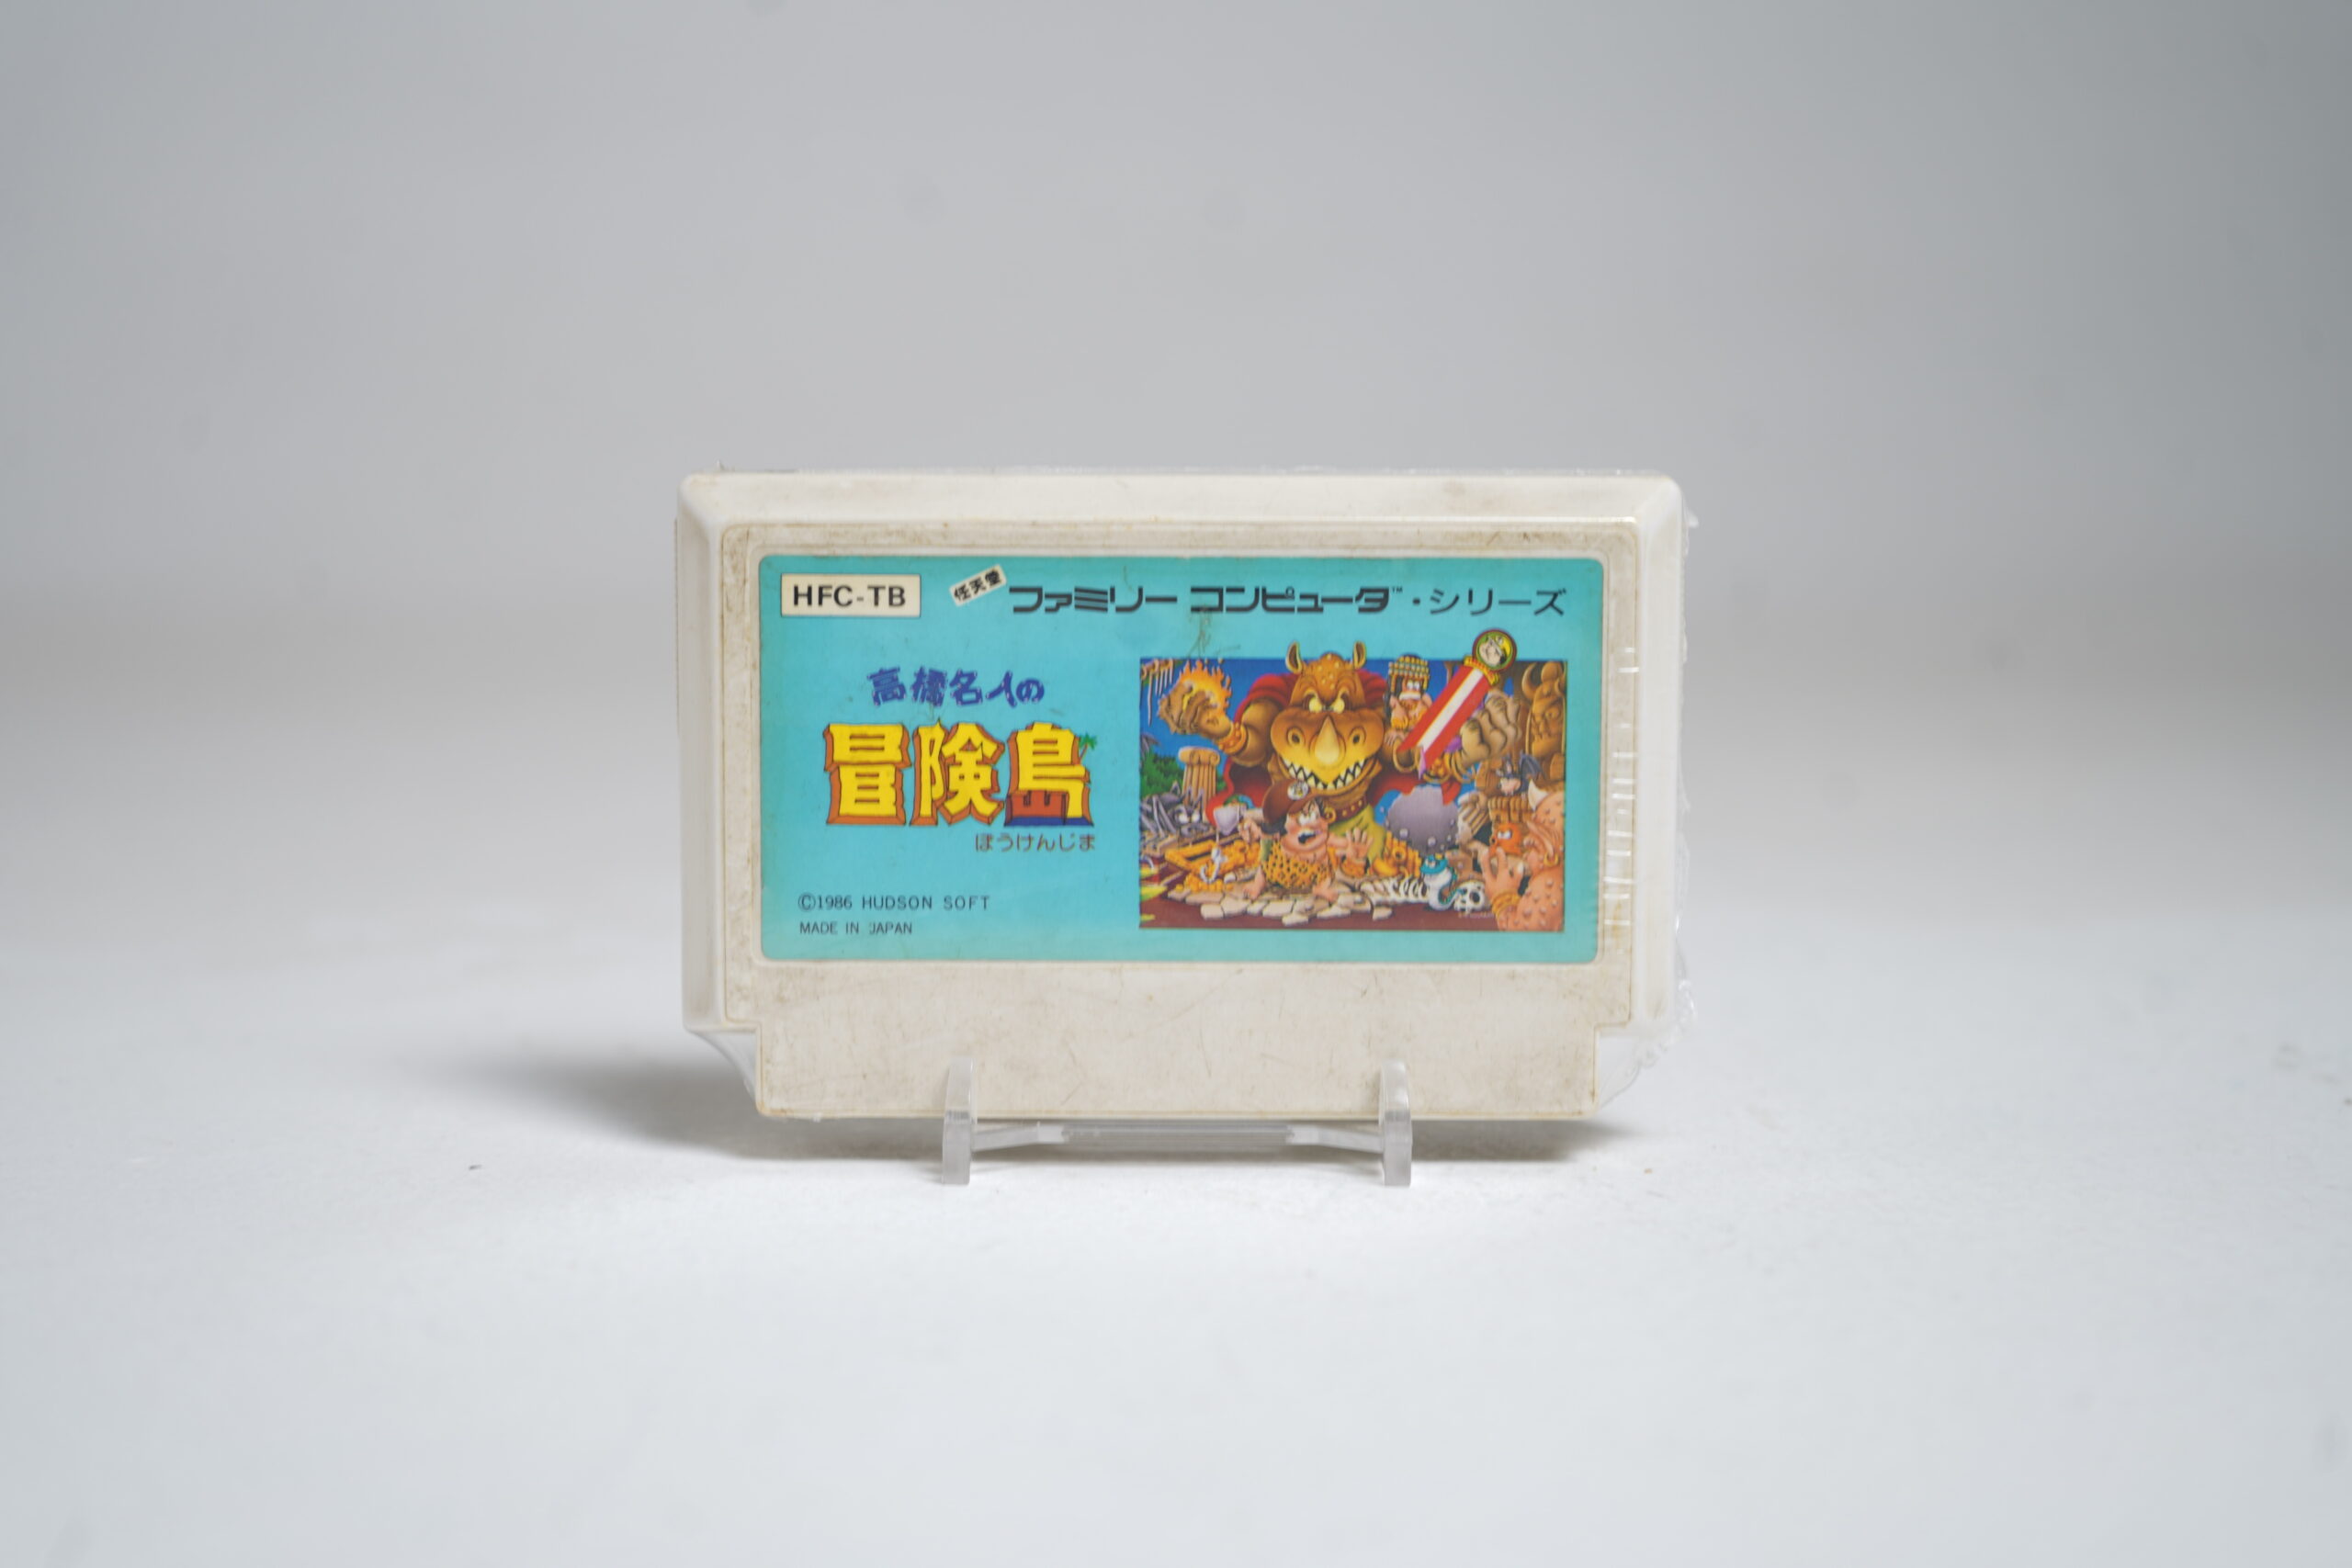 HFC-TB
任天堂 ファミリー コンピュータ™・シリーズ
高橋名人の
冒険島
ぼうけんじま
©1986 HUDSON SOFT
MADE IN JAPAN